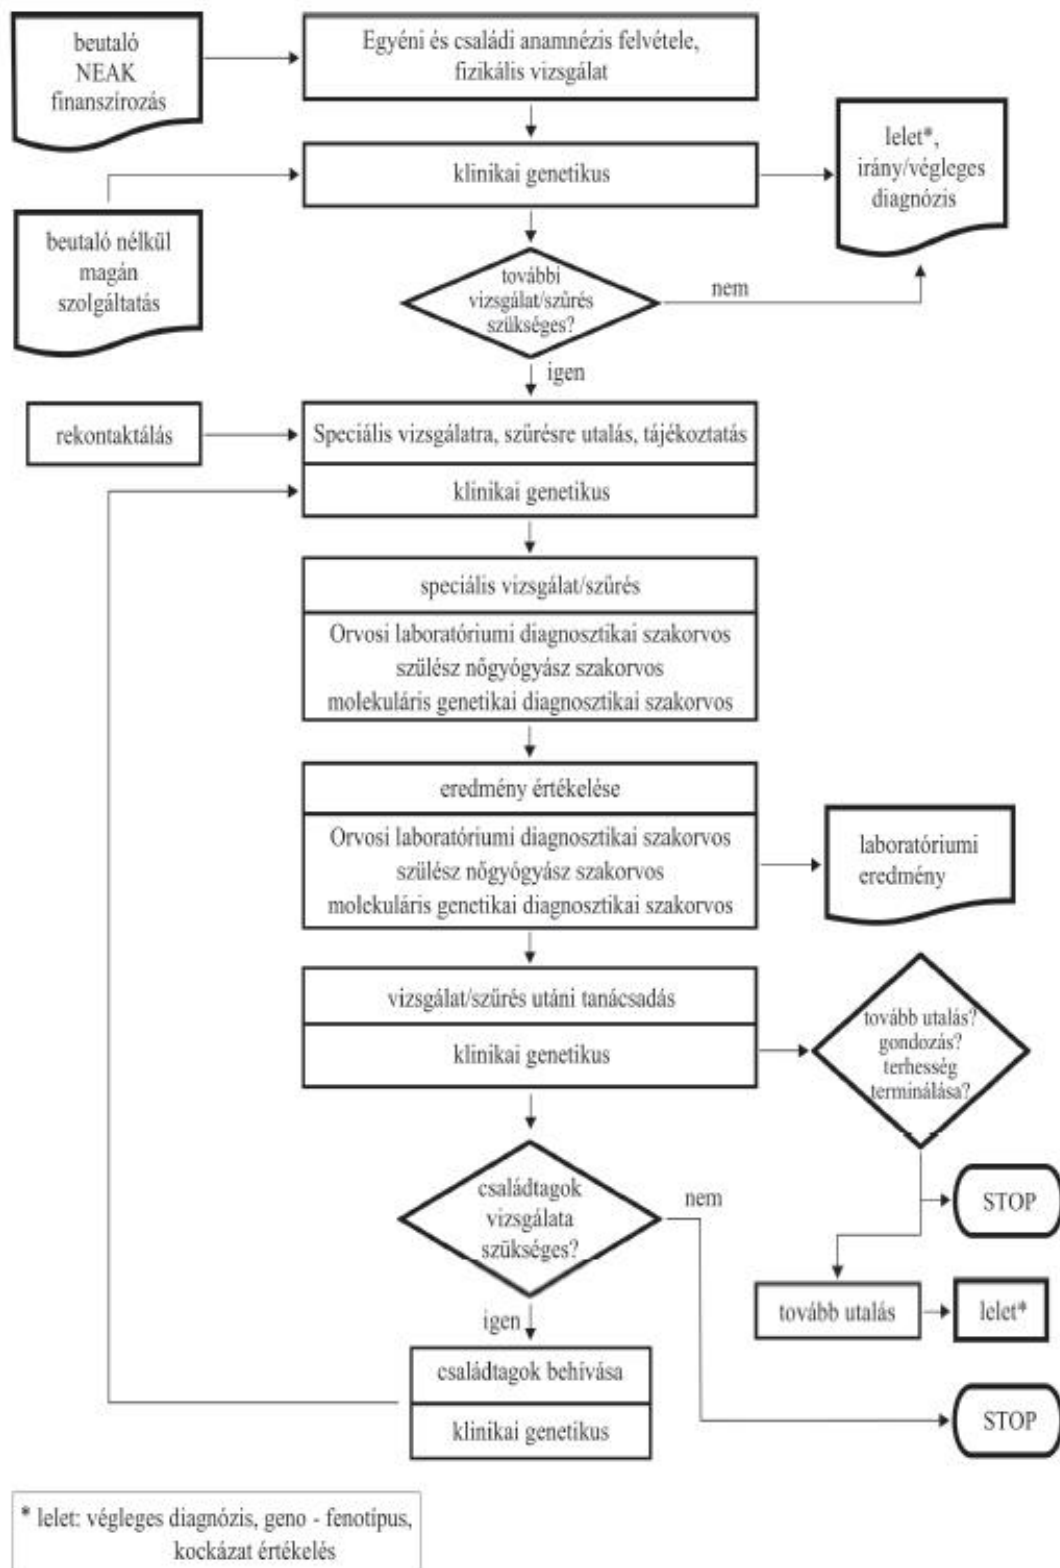 beutaló
NEAK
finanszírozás
Egyéni és családi anamnézis felvétele,
fizikális vizsgálat
klinikai genetikus
lelet*,
irány/végleges
diagnózis
beutaló nélkül
magán
szolgáltatás
további
vizsgálat/szűrés
szükséges?
nem
igen
rekontaktálás
Speciális vizsgálatra, szűrésre utalás, tájékoztatás
klinikai genetikus
speciális vizsgálat/szűrés
Orvosi laboratóriumi diagnosztikai szakorvos
szülész nőgyógyász szakorvos
molekuláris genetikai diagnosztikai szakorvos
eredmény értékelése
Orvosi laboratóriumi diagnosztikai szakorvos
szülész nőgyógyász szakorvos
molekuláris genetikai diagnosztikai szakorvos
laboratóriumi
eredmény
vizsgálat/szűrés utáni tanácsadás
klinikai genetikus
tovább utalás?
gondozás?
terhesség
terminálása?
családtagok
vizsgálata
szükséges?
nem
STOP
tovább utalás
lelet*
igen
családtagok behívása
klinikai genetikus
STOP
* lelet: végleges diagnózis, geno - fenotípus,
kockázat értékelés